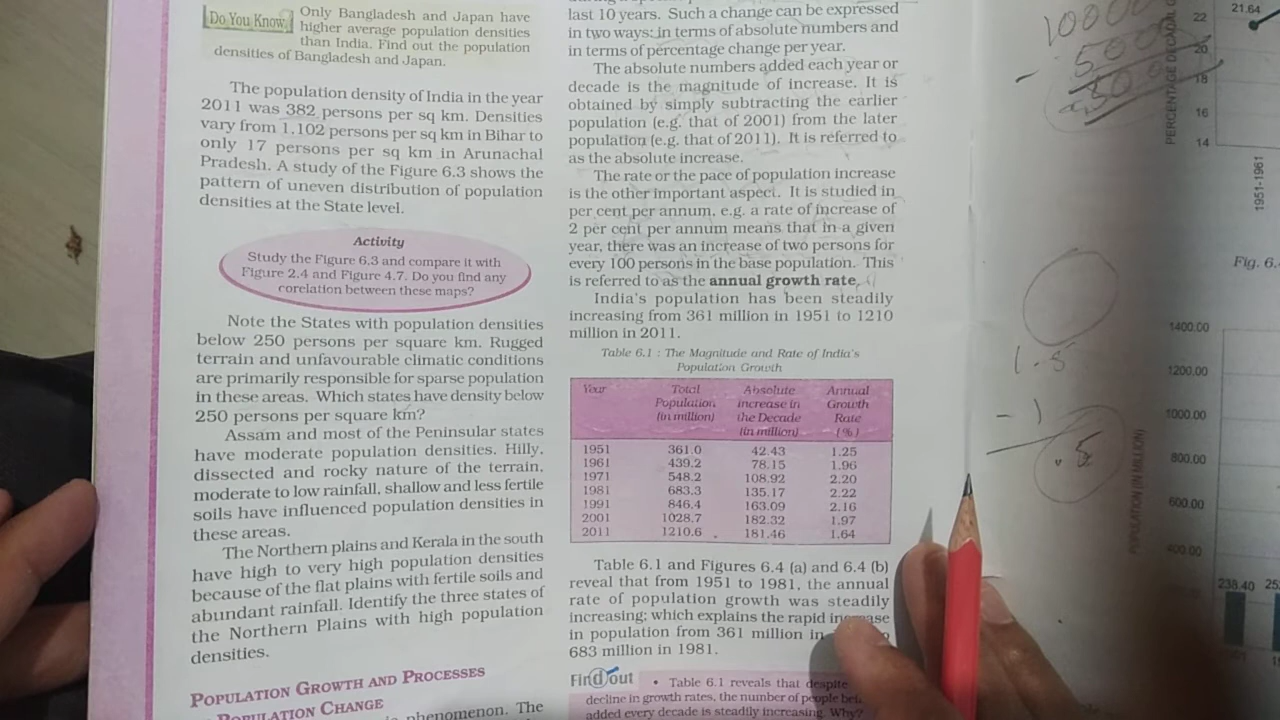 Do You Know
Only Bangladesh and Japan have
higher average population densities
than India. Find out the population
densities of Bangladesh and Japan.
The population density of India in the year
2011 was 382 persons per sq km. Densities
vary from 1,102 persons per sq km in Bihar to
only 17 persons per sq km in Arunachal
Pradesh. A study of the Figure 6.3 shows the
pattern of uneven distribution of population
densities at the State level.
Activity
Study the Figure 6.3 and compare it with
Figure 2.4 and Figure 4.7. Do you find any
corelation between these maps?
Note the States with population densities
below 250 persons per square km. Rugged
terrain and unfavourable climatic conditions
are primarily responsible for sparse population
in these areas. Which states have density below
250 persons per square km?
Assam and most of the Peninsular states
have moderate population densities. Hilly,
dissected and rocky nature of the terrain,
moderate to low rainfall, shallow and less fertile
soils have influenced population densities in
these areas.
The Northern plains and Kerala in the south
have high to very high population densities
because of the flat plains with fertile soils and
abundant rainfall. Identify the three states of
the Northern Plains with high population
densities.
POPULATION GROWTH AND PROCESSES
POPULATION CHANGE
phenomenon. The
last 10 years. Such a change can be expressed
in two ways: in terms of absolute numbers and
in terms of percentage change per year.
The absolute numbers added each year or
decade is the magnitude of increase. It is
obtained by simply subtracting the earlier
population (e.g. that of 2001) from the later
population (e.g. that of 2011). It is referred to
as the absolute increase.
The rate or the pace of population increase
is the other important aspect. It is studied in
per cent per annum, e.g. a rate of increase of
2 per cent per annum means that in a given
year, there was an increase of two persons for
every 100 persons in the base population. This
is referred to as the annual growth rate.
India's population has been steadily
increasing from 361 million in 1951 to 1210
million in 2011.
Table 6.1 : The Magnitude and Rate of India's
Population Growth
Year Total Absolute Annual
Population increase in Growth
(in million) the Decade Rate
(in million) (%)
1951 361.0 42.43 1.25
1961 439.2 78.15 1.96
1971 548.2 108.92 2.20
1981 683.3 135.17 2.22
1991 846.4 163.09 2.16
2001 1028.7 182.32 1.97
2011 1210.6 181.46 1.64
Table 6.1 and Figures 6.4 (a) and 6.4 (b)
reveal that from 1951 to 1981, the annual
rate of population growth was steadily
increasing; which explains the rapid increase
in population from 361 million in
683 million in 1981.
Find out
• Table 6.1 reveals that despite
decline in growth rates, the number of people
added every decade is steadily increasing. Why?
21.64
22
20
18
16
14
PERCENTAGE DECADAL
1951-1961
Fig. 6.
1400.00
1200.00
1000.00
800.00
600.00
400.00
POPULATION (IN MILLION)
238.40
1.5
- 1
.5